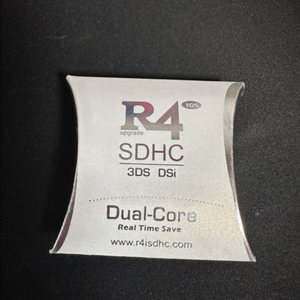 R4 3DS
upgrade
SDHC
3DS DSi
Dual-Core
Real Time Save
www.r4isdhc.com